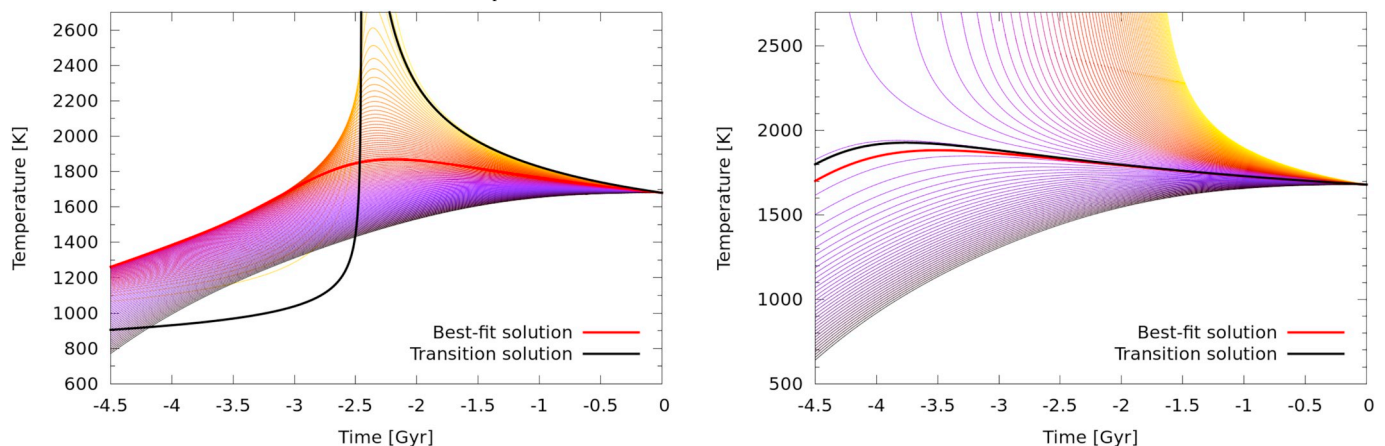 2600
2400
2200
2000
1800
1600
1400
1200
1000
800
600
Temperature [K]
-4.5 -4 -3.5 -3 -2.5 -2 -1.5 -1 -0.5 0
Time [Gyr]
Best-fit solution
Transition solution
2500
2000
1500
1000
500
Temperature [K]
-4.5 -4 -3.5 -3 -2.5 -2 -1.5 -1 -0.5 0
Time [Gyr]
Best-fit solution
Transition solution